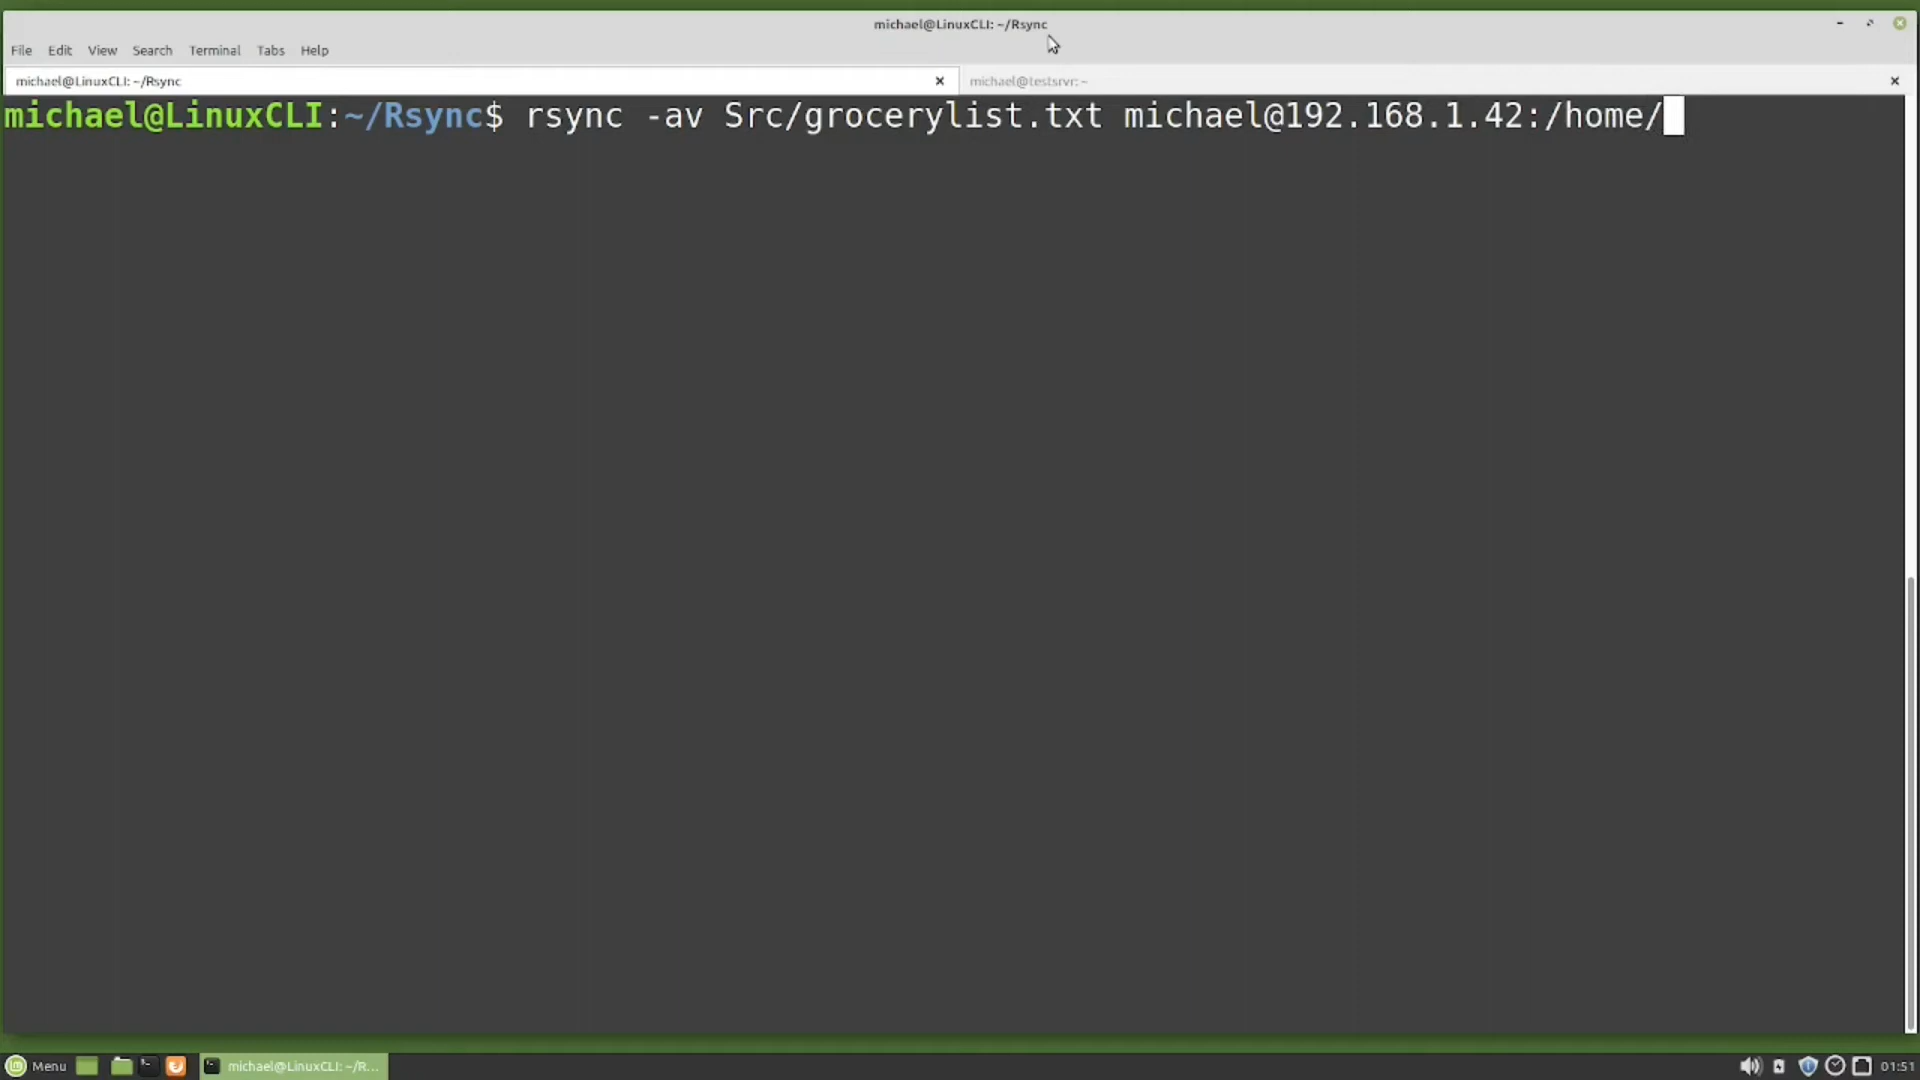 michael@LinuxCLI: ~/Rsync
File Edit View Search Terminal Tabs Help
michael@LinuxCLI: ~/Rsync
michael@testsrvr: ~
michael@LinuxCLI:~/Rsync$ rsync -av Src/grocerylist.txt michael@192.168.1.42:/home/
Menu
michael@LinuxCLI: ~/R...
01:51